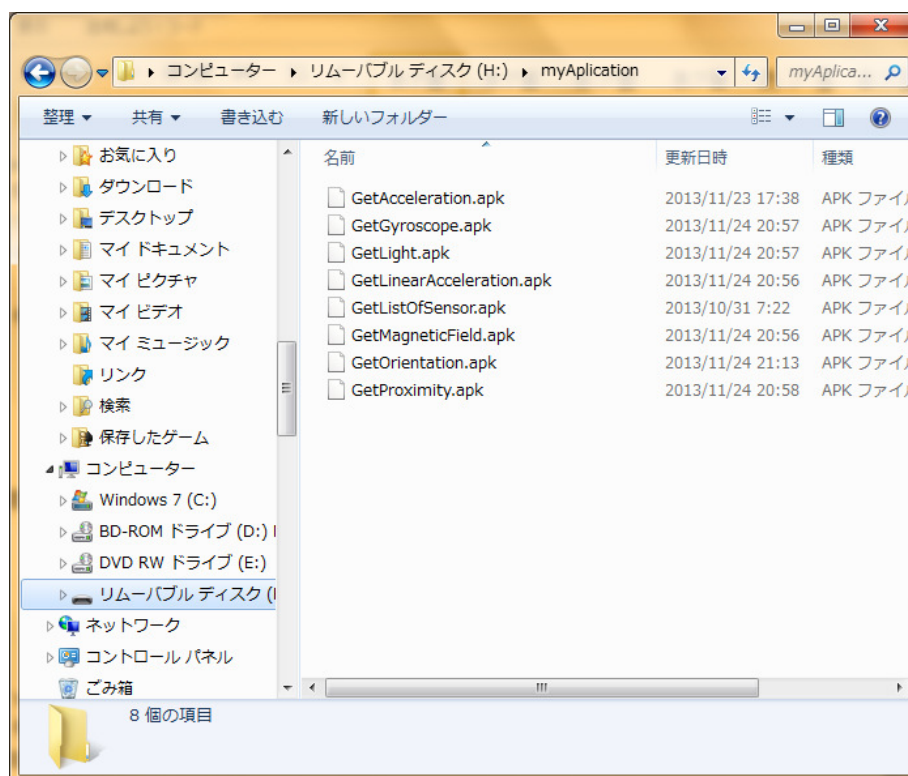 コンピューター ▸ リムーバブル ディスク (H:) ▸ myAplication
myAplica...
整理 共有 書き込む 新しいフォルダー
お気に入り
ダウンロード
デスクトップ
マイ ドキュメント
マイ ピクチャ
マイ ビデオ
マイ ミュージック
リンク
検索
保存したゲーム
コンピューター
Windows 7 (C:)
BD-ROM ドライブ (D:)
DVD RW ドライブ (E:)
リムーバブル ディスク (
ネットワーク
コントロール パネル
ごみ箱
名前 更新日時 種類
GetAcceleration.apk 2013/11/23 17:38 APK ファイル
GetGyroscope.apk 2013/11/24 20:57 APK ファイル
GetLight.apk 2013/11/24 20:57 APK ファイル
GetLinearAcceleration.apk 2013/11/24 20:56 APK ファイル
GetListOfSensor.apk 2013/10/31 7:22 APK ファイル
GetMagneticField.apk 2013/11/24 20:56 APK ファイル
GetOrientation.apk 2013/11/24 21:13 APK ファイル
GetProximity.apk 2013/11/24 20:58 APK ファイル
8 個の項目